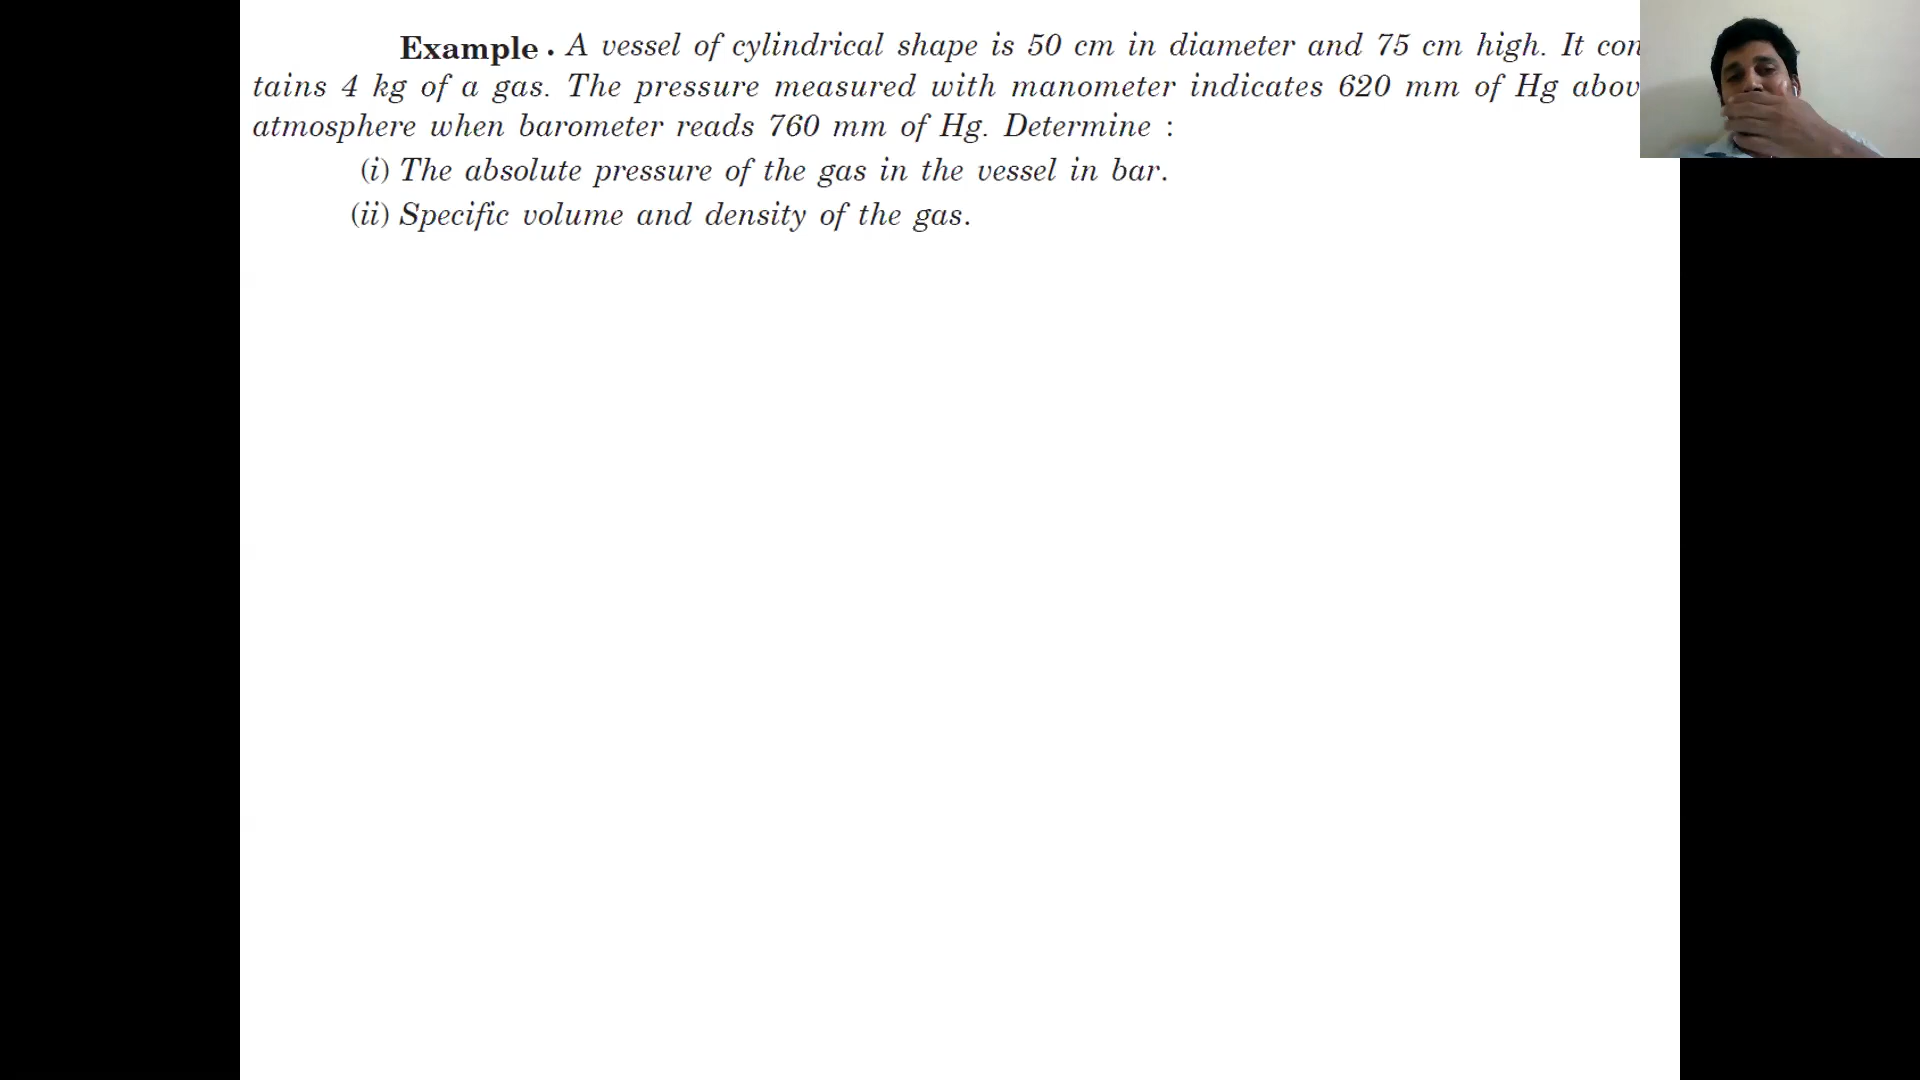 Example . A vessel of cylindrical shape is 50 cm in diameter and 75 cm high. It con
tains 4 kg of a gas. The pressure measured with manometer indicates 620 mm of Hg abov
atmosphere when barometer reads 760 mm of Hg. Determine :
(i) The absolute pressure of the gas in the vessel in bar.
(ii) Specific volume and density of the gas.